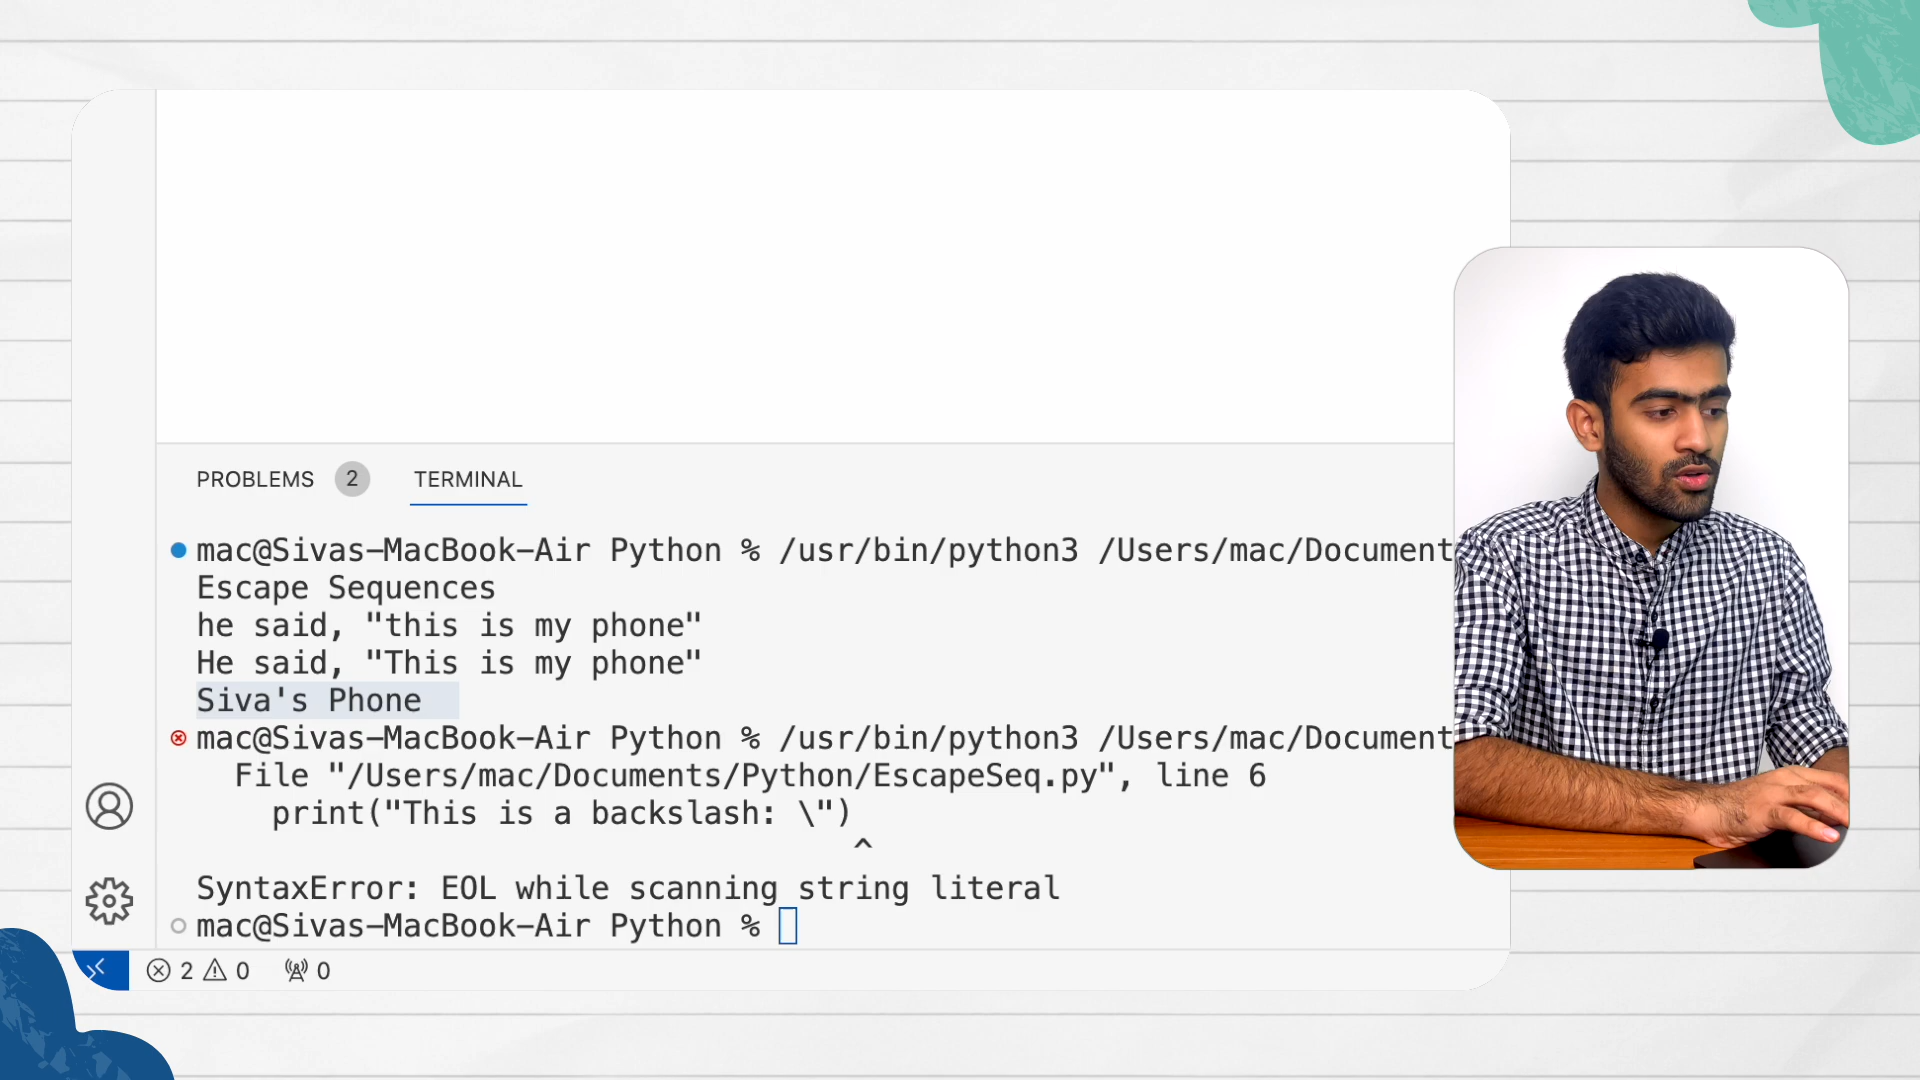 PROBLEMS 2 TERMINAL
mac@Sivas-MacBook-Air Python % /usr/bin/python3 /Users/mac/Document
Escape Sequences
he said, "this is my phone"
He said, "This is my phone"
Siva's Phone
mac@Sivas-MacBook-Air Python % /usr/bin/python3 /Users/mac/Document
File "/Users/mac/Documents/Python/EscapeSeq.py", line 6
print("This is a backslash: \")
^
SyntaxError: EOL while scanning string literal
mac@Sivas-MacBook-Air Python %
2 0 0